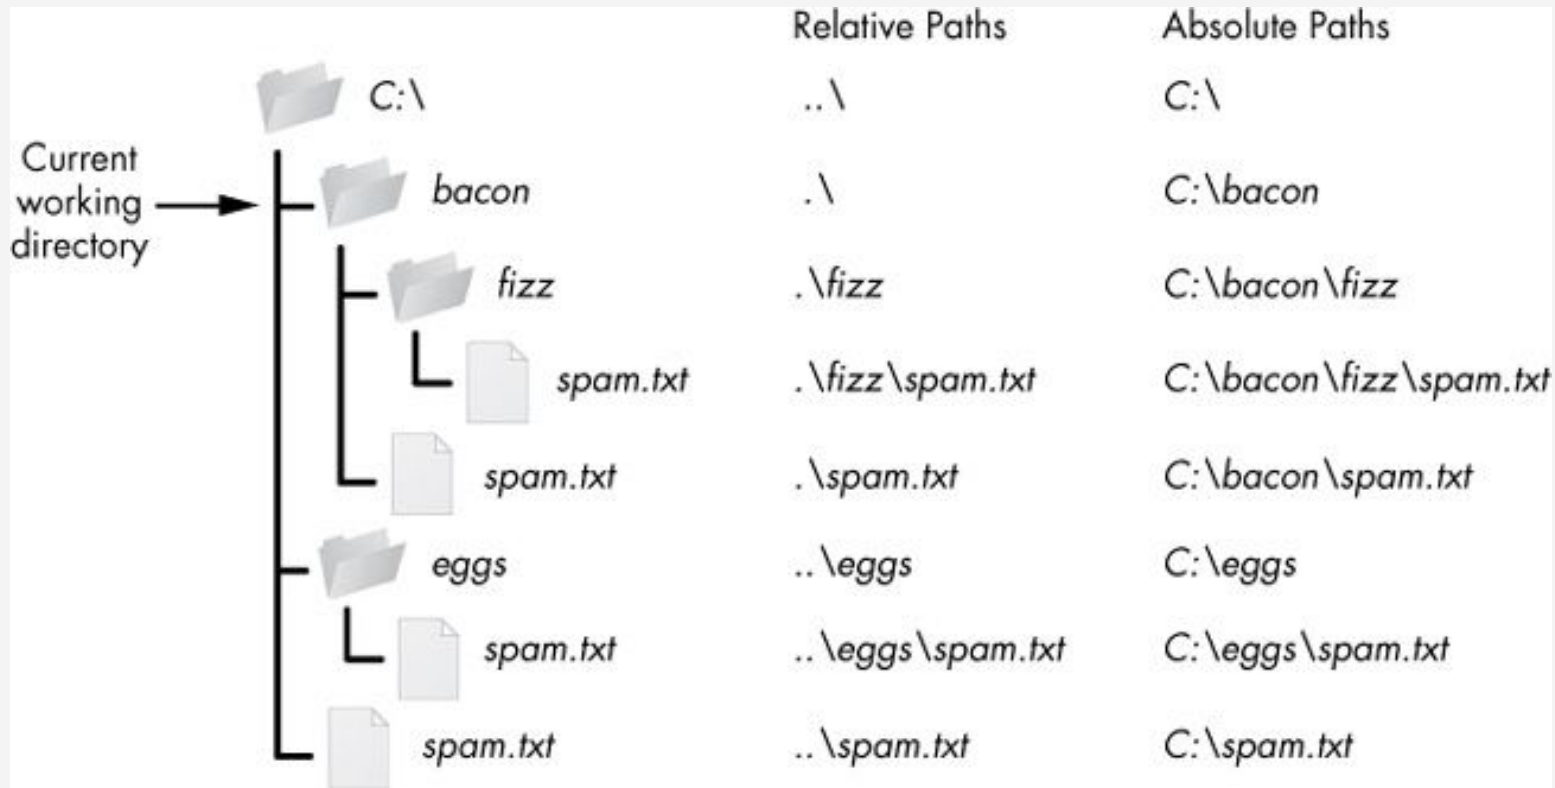 Relative Paths Absolute Paths
C:\ ..\ C:\
Current
working
directory
bacon .\ C:\bacon
fizz .\fizz C:\bacon\fizz
spam.txt .\fizz\spam.txt C:\bacon\fizz\spam.txt
spam.txt .\spam.txt C:\bacon\spam.txt
eggs ..\eggs C:\eggs
spam.txt ..\eggs\spam.txt C:\eggs\spam.txt
spam.txt ..\spam.txt C:\spam.txt